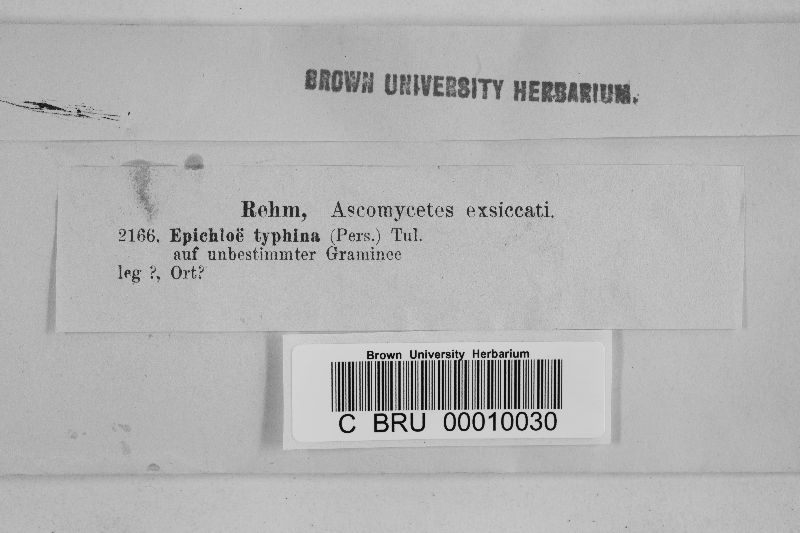 BROWN UNIVERSITY HERBARIUM.
Rehm, Ascomycetes exsiccati.
2166. Epichloë typhina (Pers.) Tul.
auf unbestimmter Graminee
leg ?, Ort?
Brown University Herbarium
C BRU 00010030